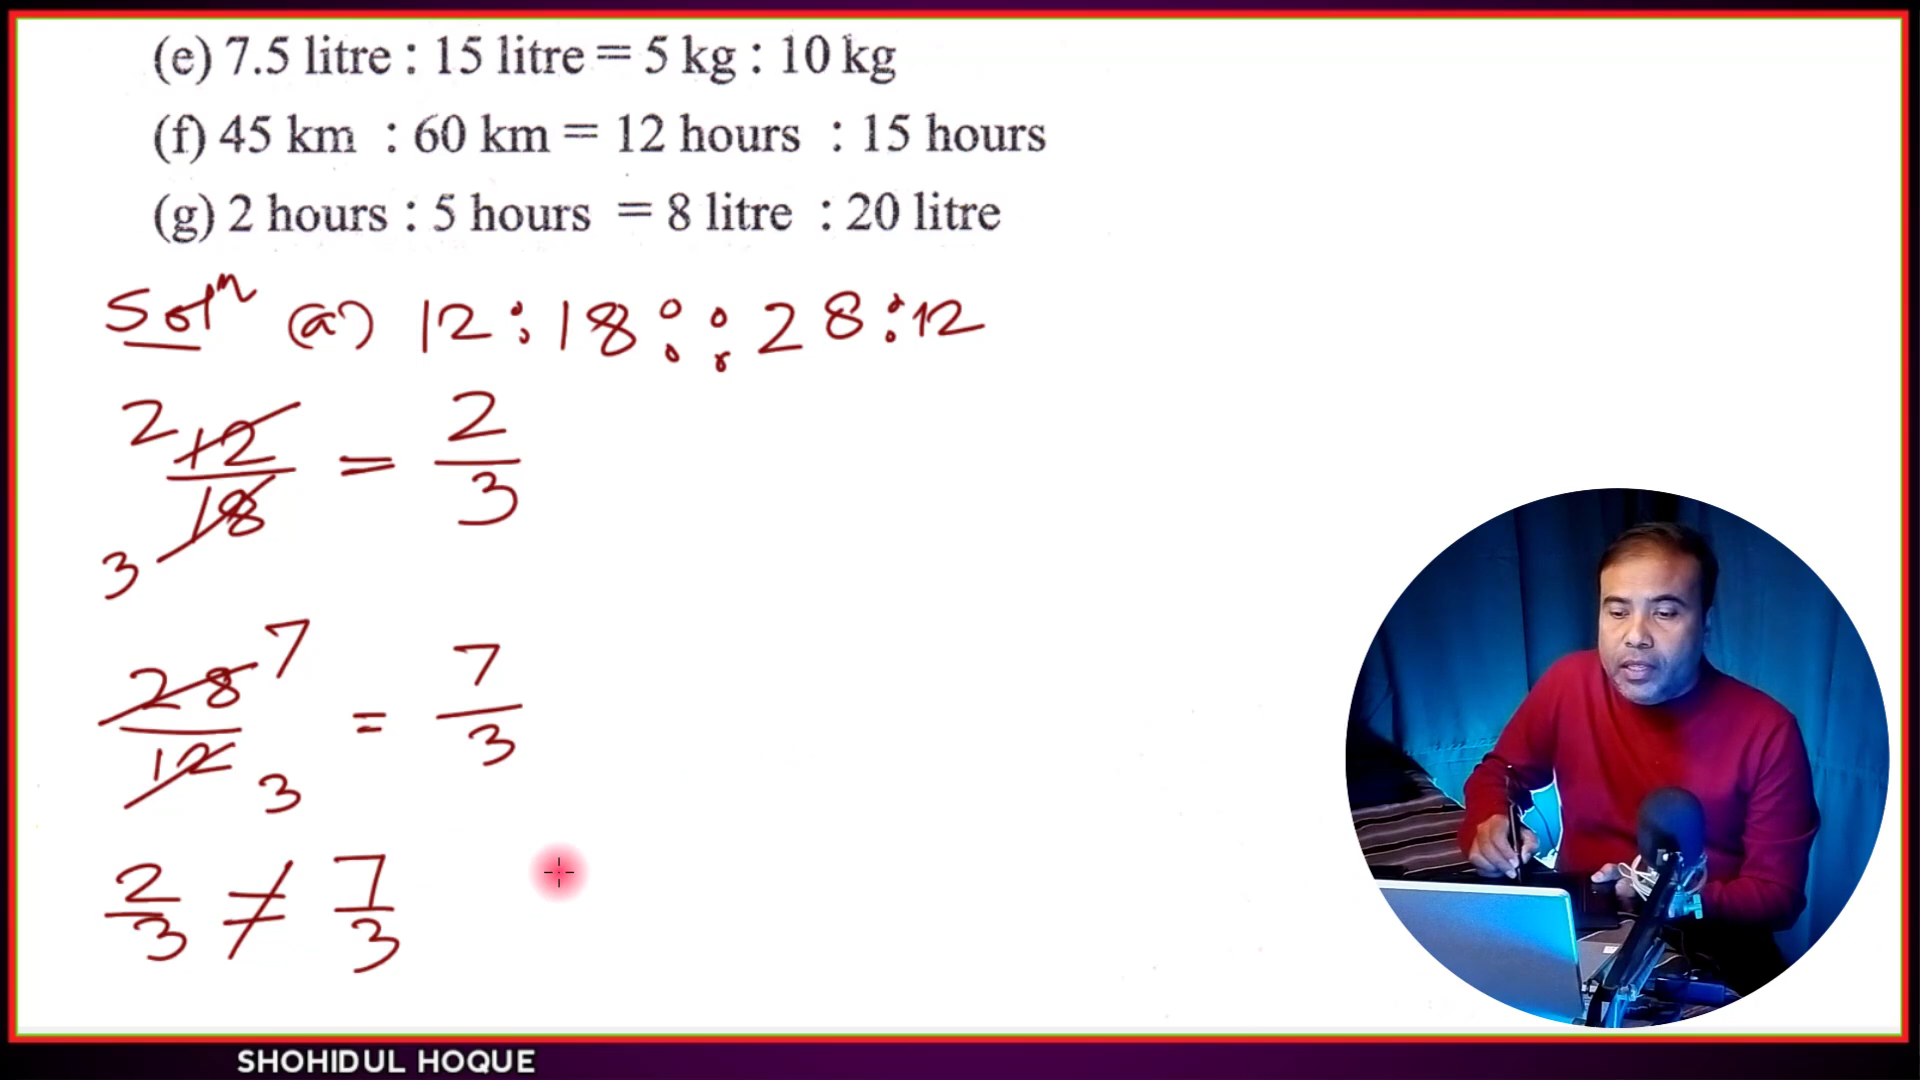 (e) 7.5 litre : 15 litre = 5 kg : 10 kg
(f) 45 km : 60 km = 12 hours : 15 hours
(g) 2 hours : 5 hours = 8 litre : 20 litre
Solⁿ (a) 12 : 18 :: 28 : 12
2 12/18 3 = 2/3
28/12 7 3 = 7/3
2/3 ≠ 7/3
SHOHIDUL HOQUE